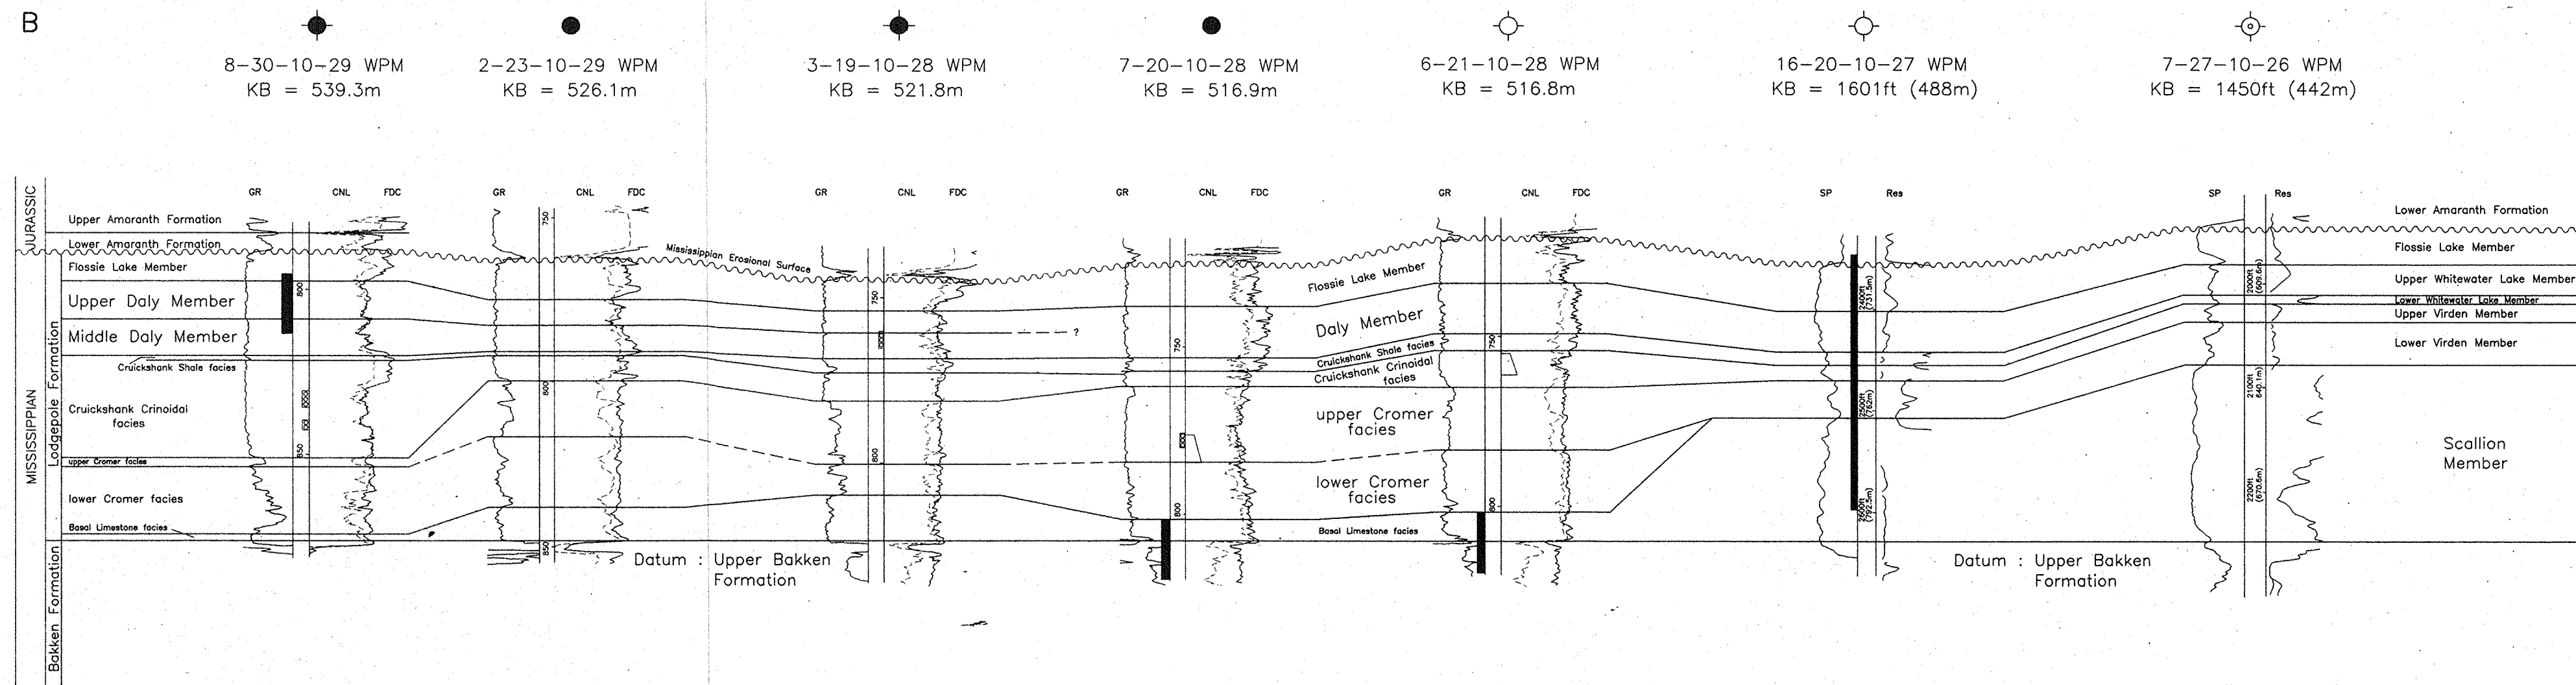 B
8-30-10-29 WPM
KB = 539.3m
2-23-10-29 WPM
KB = 526.1m
3-19-10-28 WPM
KB = 521.8m
7-20-10-28 WPM
KB = 516.9m
6-21-10-28 WPM
KB = 516.8m
16-20-10-27 WPM
KB = 1601ft (488m)
7-27-10-26 WPM
KB = 1450ft (442m)
GR CNL FDC
GR CNL FDC
GR CNL FDC
GR CNL FDC
GR CNL FDC
SP Res
SP Res
JURASSIC
MISSISSIPPIAN
Lodgepole Formation
Bakken Formation
Upper Amaranth Formation
Lower Amaranth Formation
Flossie Lake Member
Upper Daly Member
Middle Daly Member
Cruickshank Shale facies
Cruickshank Crinoidal
facies
upper Cromer facies
lower Cromer facies
Basal Limestone facies
800
850
750
800
850
Mississippian Erosional Surface
Datum : Upper Bakken
Formation
750
800
?
750
800
Flossie Lake Member
Daly Member
Cruickshank Shale facies
Cruickshank Crinoidal
facies
upper Cromer
facies
lower Cromer
facies
Basal Limestone facies
750
800
2400ft
(731.5m)
2500ft
(762m)
2600ft
(792.5m)
Datum : Upper Bakken
Formation
2000ft
(609.6m)
2100ft
640.1m)
2200ft
(670.6m)
Lower Amaranth Formation
Flossie Lake Member
Upper Whitewater Lake Member
Lower Whitewater Lake Member
Upper Virden Member
Lower Virden Member
Scallion
Member